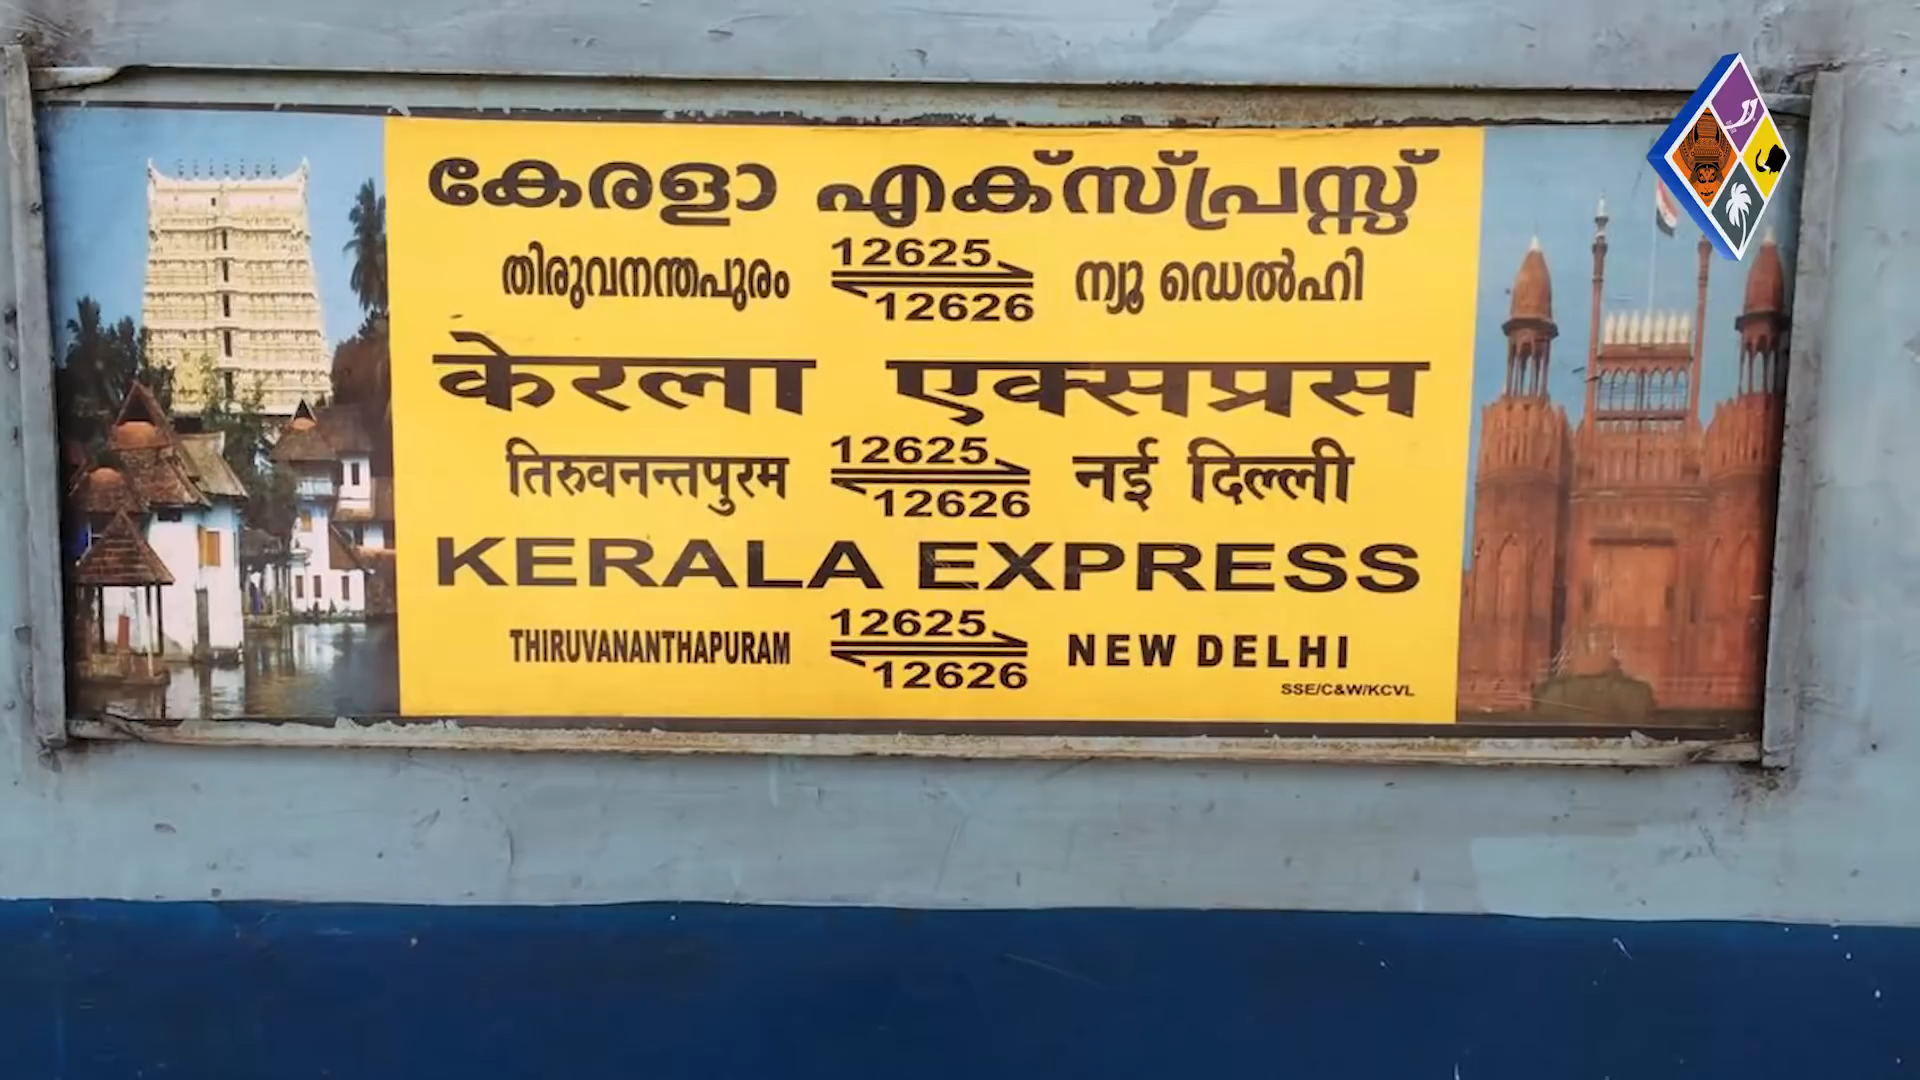 കേരളാ എക്സ്പ്രസ്സ്
തിരുവനന്തപുരം 12625 12626 ന്യൂ ഡെൽഹി
केरला एक्सप्रस
तिरुवनन्तपुरम 12625 12626 नई दिल्ली
KERALA EXPRESS
THIRUVANANTHAPURAM 12625 12626 NEW DELHI
SSE/C&W/KCVL